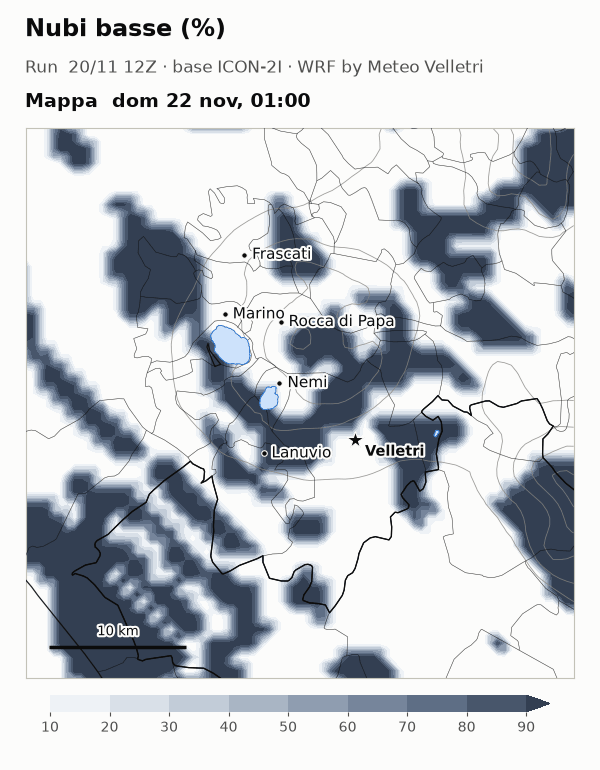 Nubi basse (%)
Run  20/11 12Z · base ICON-2I · WRF by Meteo Velletri
Mappa  dom 22 nov, 01:00
Frascati
Marino
Rocca di Papa
Nemi
Lanuvio
Velletri
10 km
10 20 30 40 50 60 70 80 90